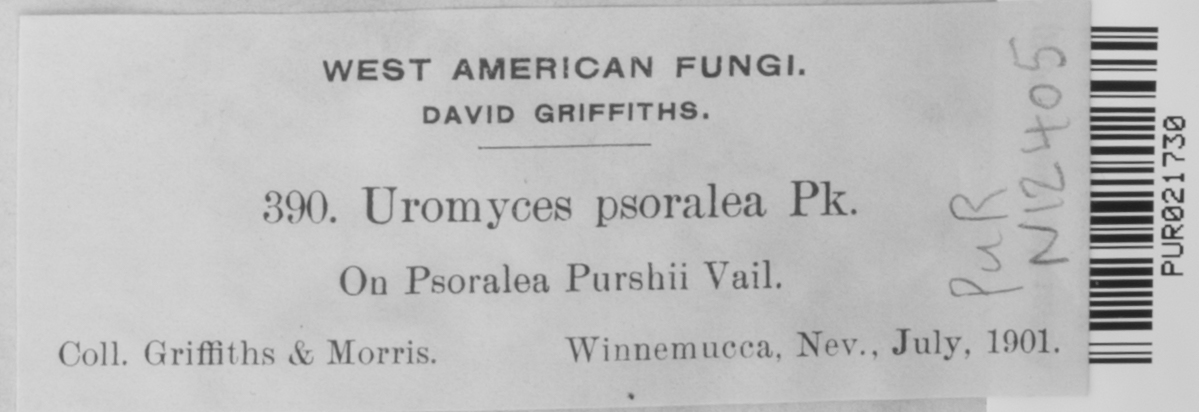 WEST AMERICAN FUNGI.
DAVID GRIFFITHS.
390. Uromyces psoralea Pk.
On Psoralea Purshii Vail.
Coll. Griffiths & Morris. Winnemucca, Nev., July, 1901.
PUR
N12405
PUR021730